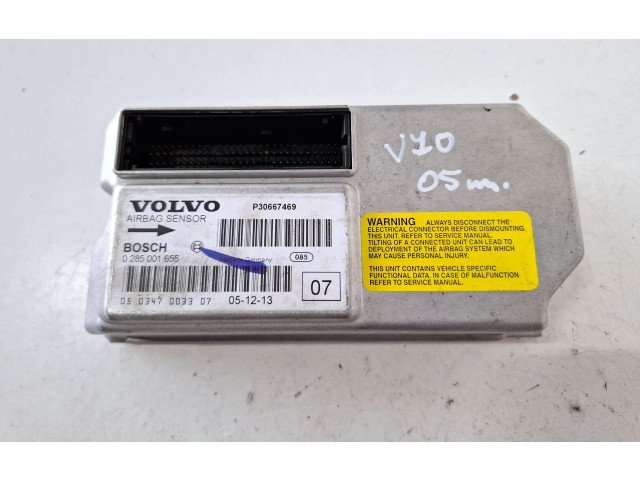 V70
05 m.
VOLVO
P30667469
AIRBAG SENSOR
BOSCH
0 285 001 655
Germany
085
05 0347 0033 07
05-12-13
07
WARNING ALWAYS DISCONNECT THE
ELECTRICAL CONNECTOR BEFORE DISMOUNTING
THIS UNIT. REFER TO SERVICE MANUAL.
TILTING OF A CONNECTED UNIT CAN LEAD TO
DEPLOYMENT OF THE AIRBAG SYSTEM WHICH
MAY CAUSE PERSONAL INJURY.
THIS UNIT CONTAINS VEHICLE SPECIFIC
FUNCTIONAL DATA. IN CASE OF MALFUNCTION
REFER TO SERVICE MANUAL.